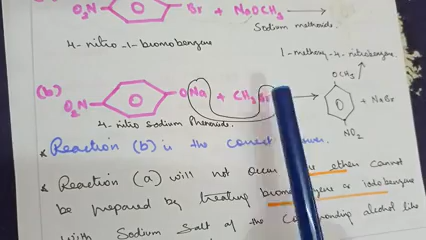 O₂N Br + NaOCH₃
Sodium methoxide.
4-nitro-1-bromobenzene
1-methoxy-4-nitrobenzene.
(b) O₂N ONa + CH₃Br OCH₃ + NaBr
NO₂
4-nitro sodium Phenoxide.
Reaction (b) is the correct
Reaction (a) will not occur ether cannot
be prepared by treating or iodobenzene
with Sodium Salt of the corresponding alcohol like